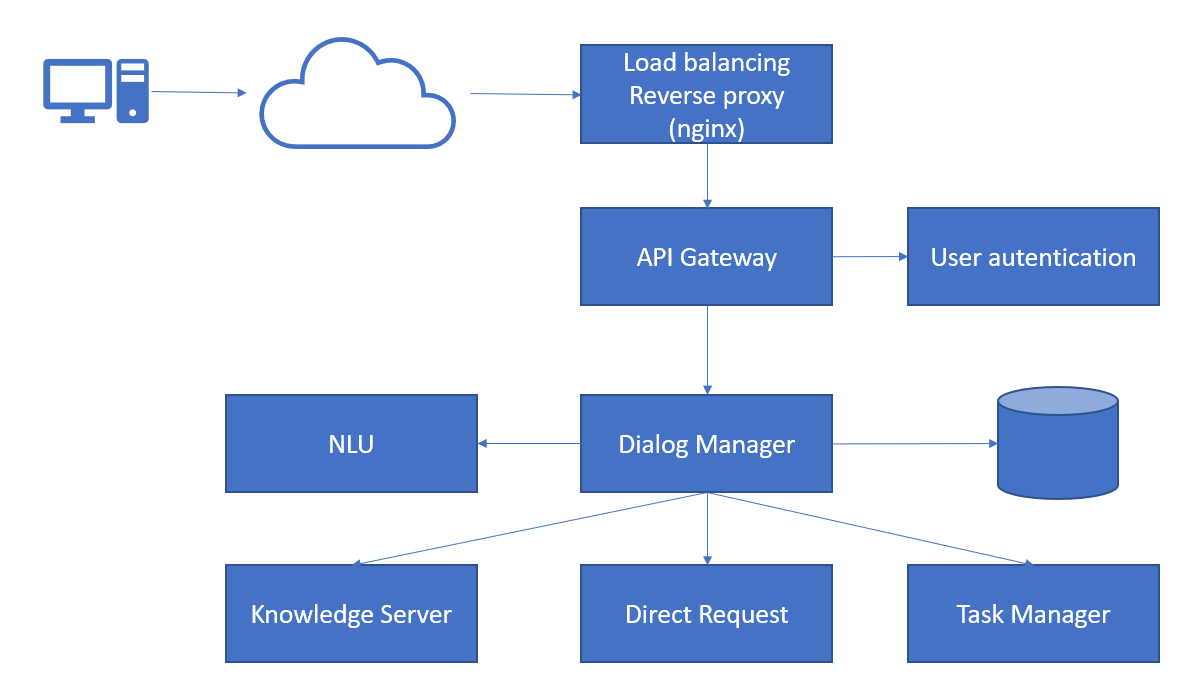 Load balancing
Reverse proxy
(nginx)
API Gateway
User autentication
NLU
Dialog Manager
Knowledge Server
Direct Request
Task Manager